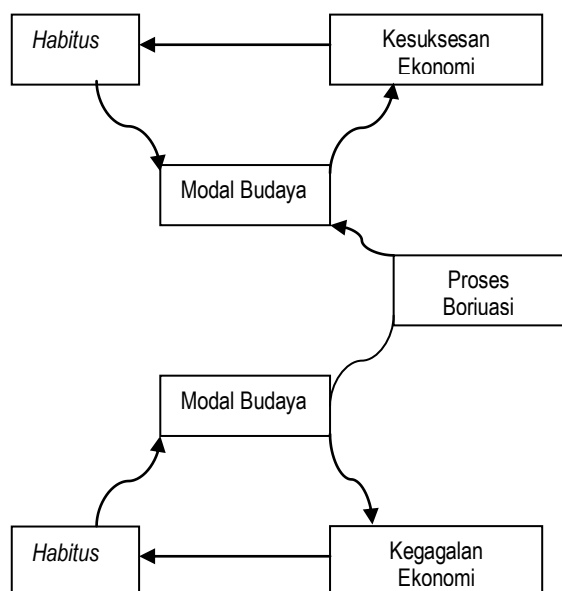 Habitus
Kesuksesan
Ekonomi
Modal Budaya
Proses
Boriuasi
Modal Budaya
Habitus
Kegagalan
Ekonomi